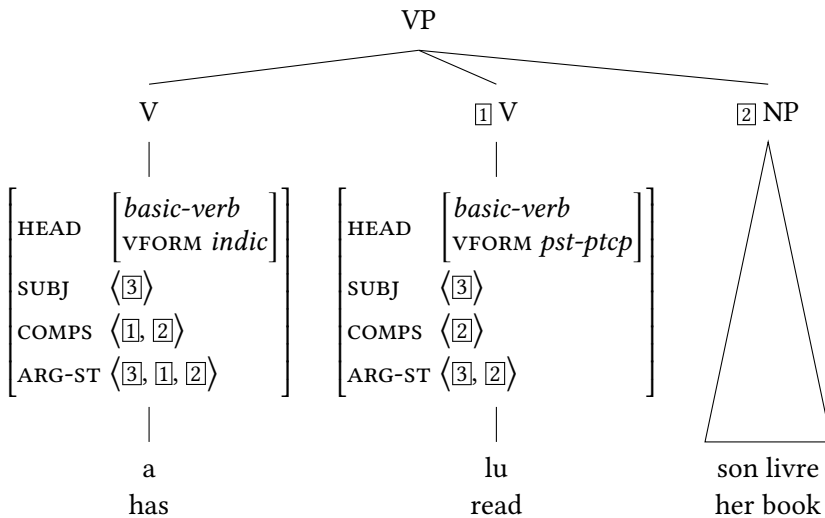 VP
V 1 V 2 NP
HEAD [basic-verb VFORM indic] HEAD [basic-verb VFORM pst-ptcp]
SUBJ ⟨3⟩ SUBJ ⟨3⟩
COMPS ⟨1, 2⟩ COMPS ⟨2⟩
ARG-ST ⟨3, 1, 2⟩ ARG-ST ⟨3, 2⟩
a lu son livre
has read her book